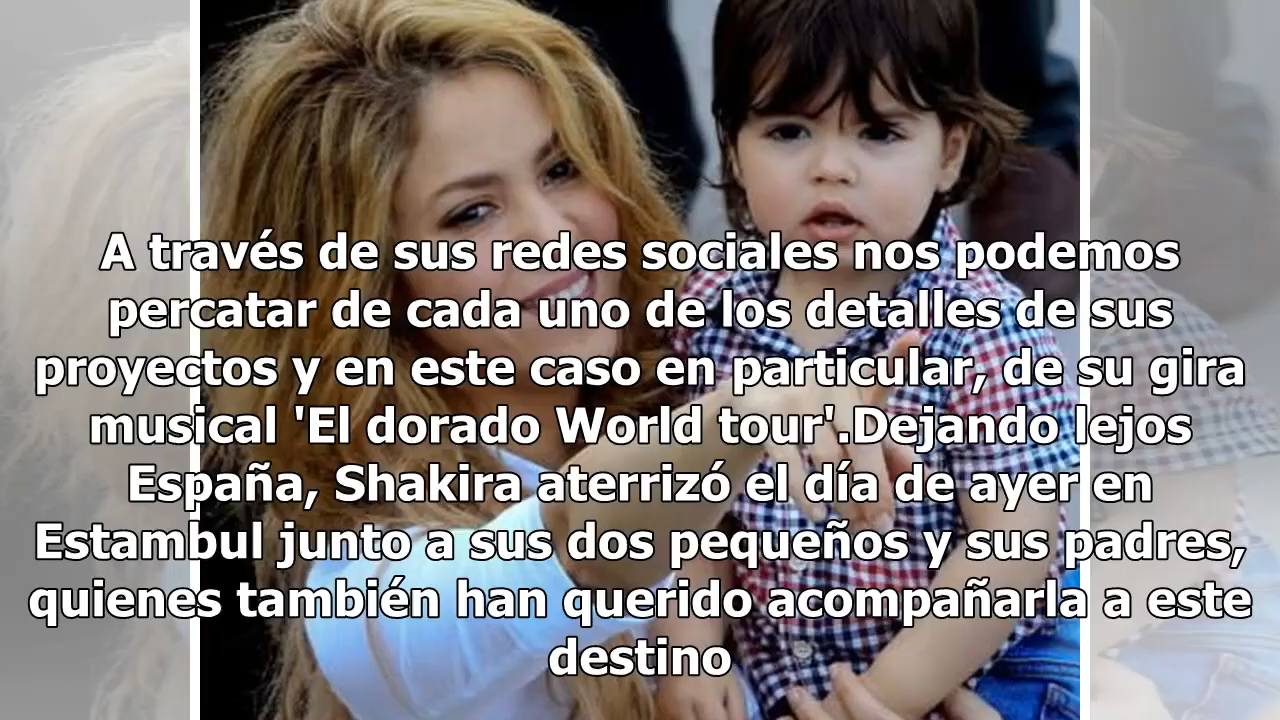 A través de sus redes sociales nos podemos
percatar de cada uno de los detalles de sus
proyectos y en este caso en particular, de su gira
musical 'El dorado World tour'.Dejando lejos
España, Shakira aterrizó el día de ayer en
Estambul junto a sus dos pequeños y sus padres,
quienes también han querido acompañarla a este
destino